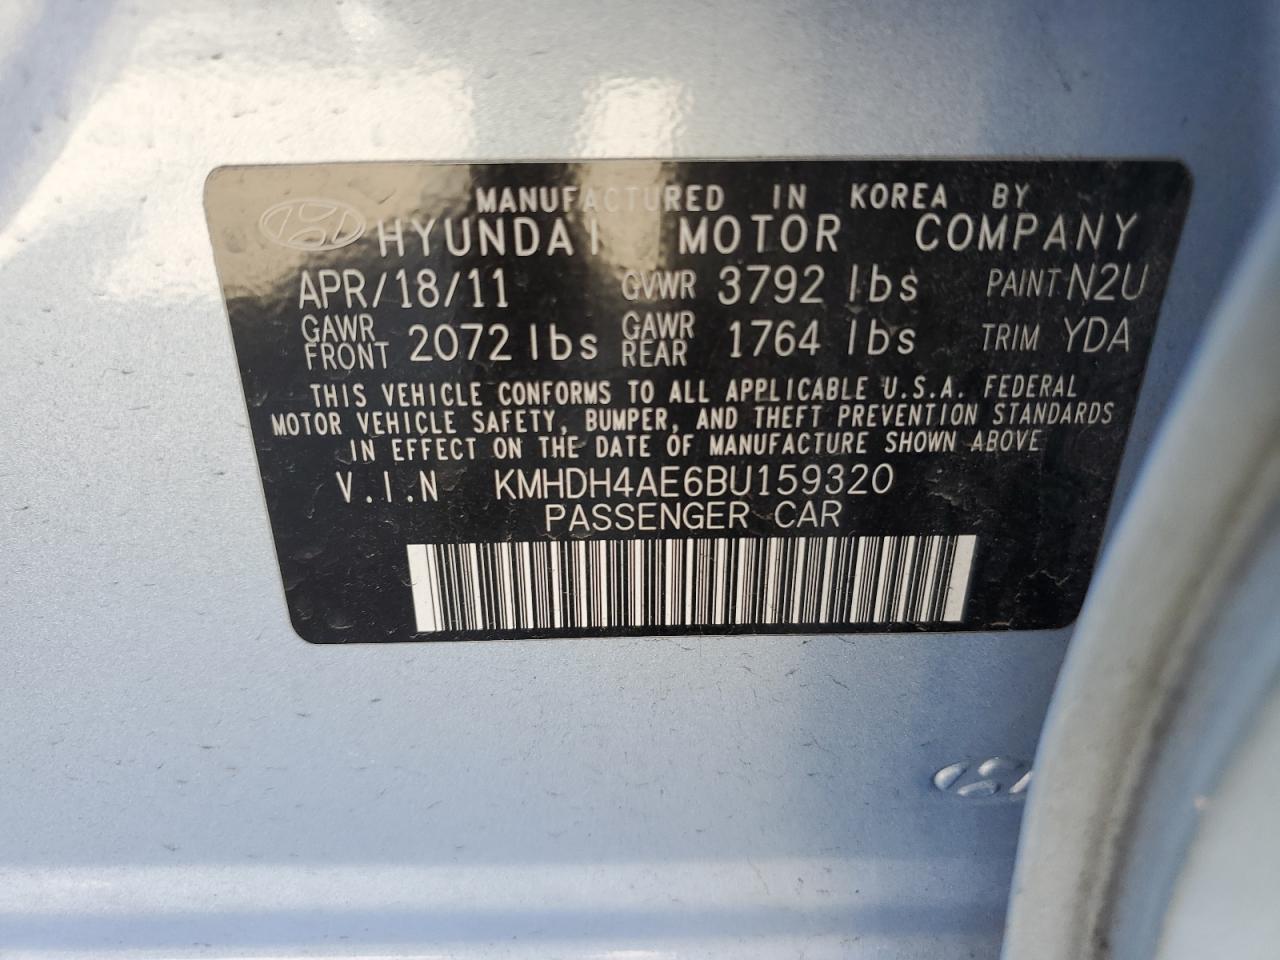 MANUFACTURED IN KOREA BY
HYUNDAI MOTOR COMPANY
APR/18/11 GVWR 3792 lbs PAINT N2U
GAWR FRONT 2072 lbs GAWR REAR 1764 lbs TRIM YDA
THIS VEHICLE CONFORMS TO ALL APPLICABLE U.S.A. FEDERAL
MOTOR VEHICLE SAFETY, BUMPER, AND THEFT PREVENTION STANDARDS
IN EFFECT ON THE DATE OF MANUFACTURE SHOWN ABOVE
V.I.N KMHDH4AE6BU159320
PASSENGER CAR